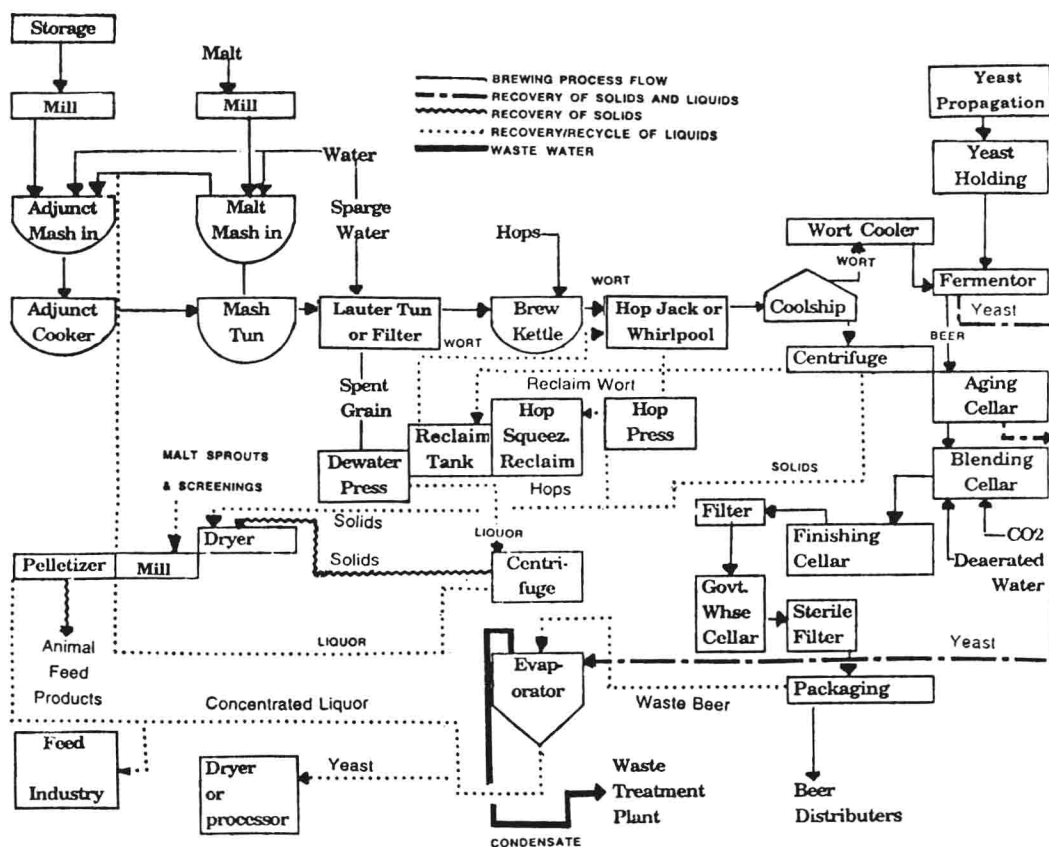 Storage
Malt
Mill
Mill
BREWING PROCESS FLOW
RECOVERY OF SOLIDS AND LIQUIDS
RECOVERY OF SOLIDS
RECOVERY/RECYCLE OF LIQUIDS
WASTE WATER
Yeast
Propagation
Yeast
Holding
Water
Adjunct
Mash in
Malt
Mash in
Sparge
Water
Hops
Wort Cooler
WORT
Fermentor
Yeast
Adjunct
Cooker
Mash
Tun
Lauter Tun
or Filter
WORT
Brew
Kettle
WORT
Hop Jack or
Whirlpool
Coolship
BEER
Centrifuge
Aging
Cellar
Spent
Grain
Reclaim Wort
Reclaim
Tank
Hop
Squeez.
Reclaim
Hop
Press
Dewater
Press
Hops
MALT SPROUTS
& SCREENINGS
SOLIDS
Blending
Cellar
Solids
Dryer
LIQUOR
Filter
Finishing
Cellar
CO2
Deaerated
Water
Pelletizer
Mill
Solids
Centri-
fuge
Govt.
Whse
Cellar
Sterile
Filter
Animal
Feed
Products
LIQUOR
Evap-
orator
Yeast
Packaging
Waste Beer
Concentrated Liquor
Feed
Industry
Dryer
or
processor
Yeast
Waste
Treatment
Plant
Beer
Distributers
CONDENSATE